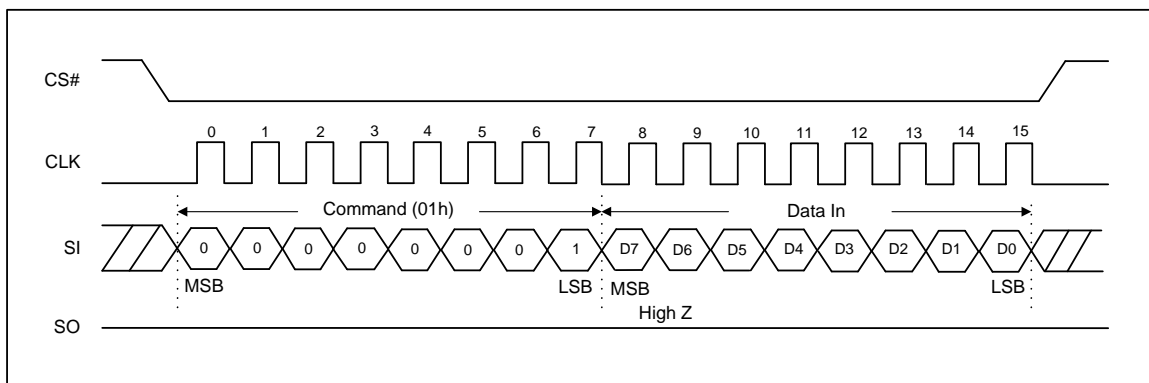 CS#
0 1 2 3 4 5 6 7 8 9 10 11 12 13 14 15
CLK
Command (01h) Data In
SI 0 0 0 0 0 0 0 1 D7 D6 D5 D4 D3 D2 D1 D0
MSB LSB MSB LSB
High Z
SO